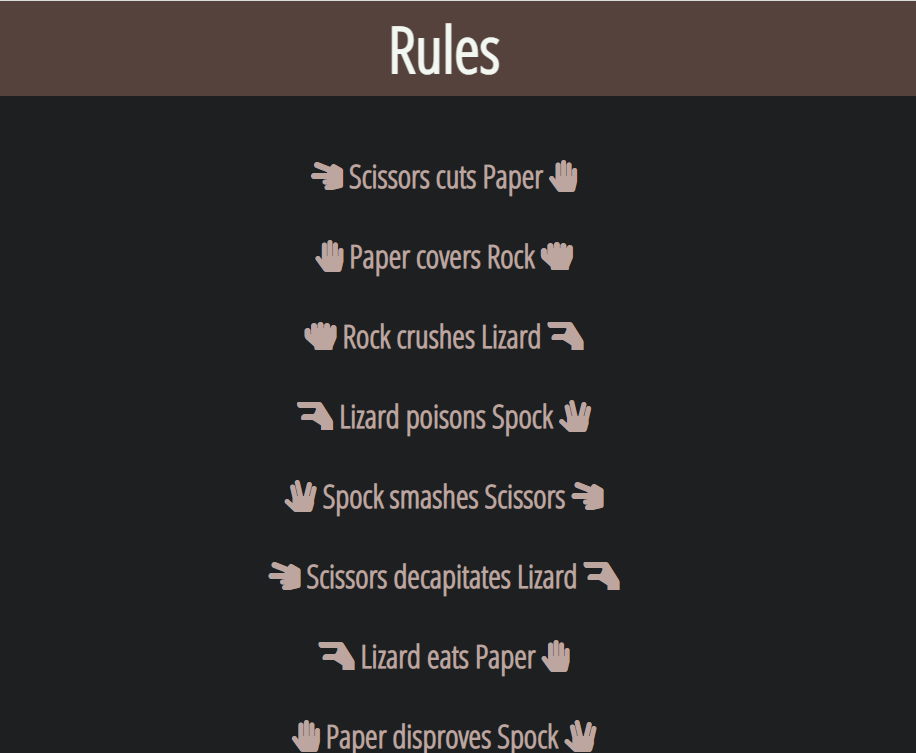 Rules
Scissors cuts Paper
Paper covers Rock
Rock crushes Lizard
Lizard poisons Spock
Spock smashes Scissors
Scissors decapitates Lizard
Lizard eats Paper
Paper disproves Spock